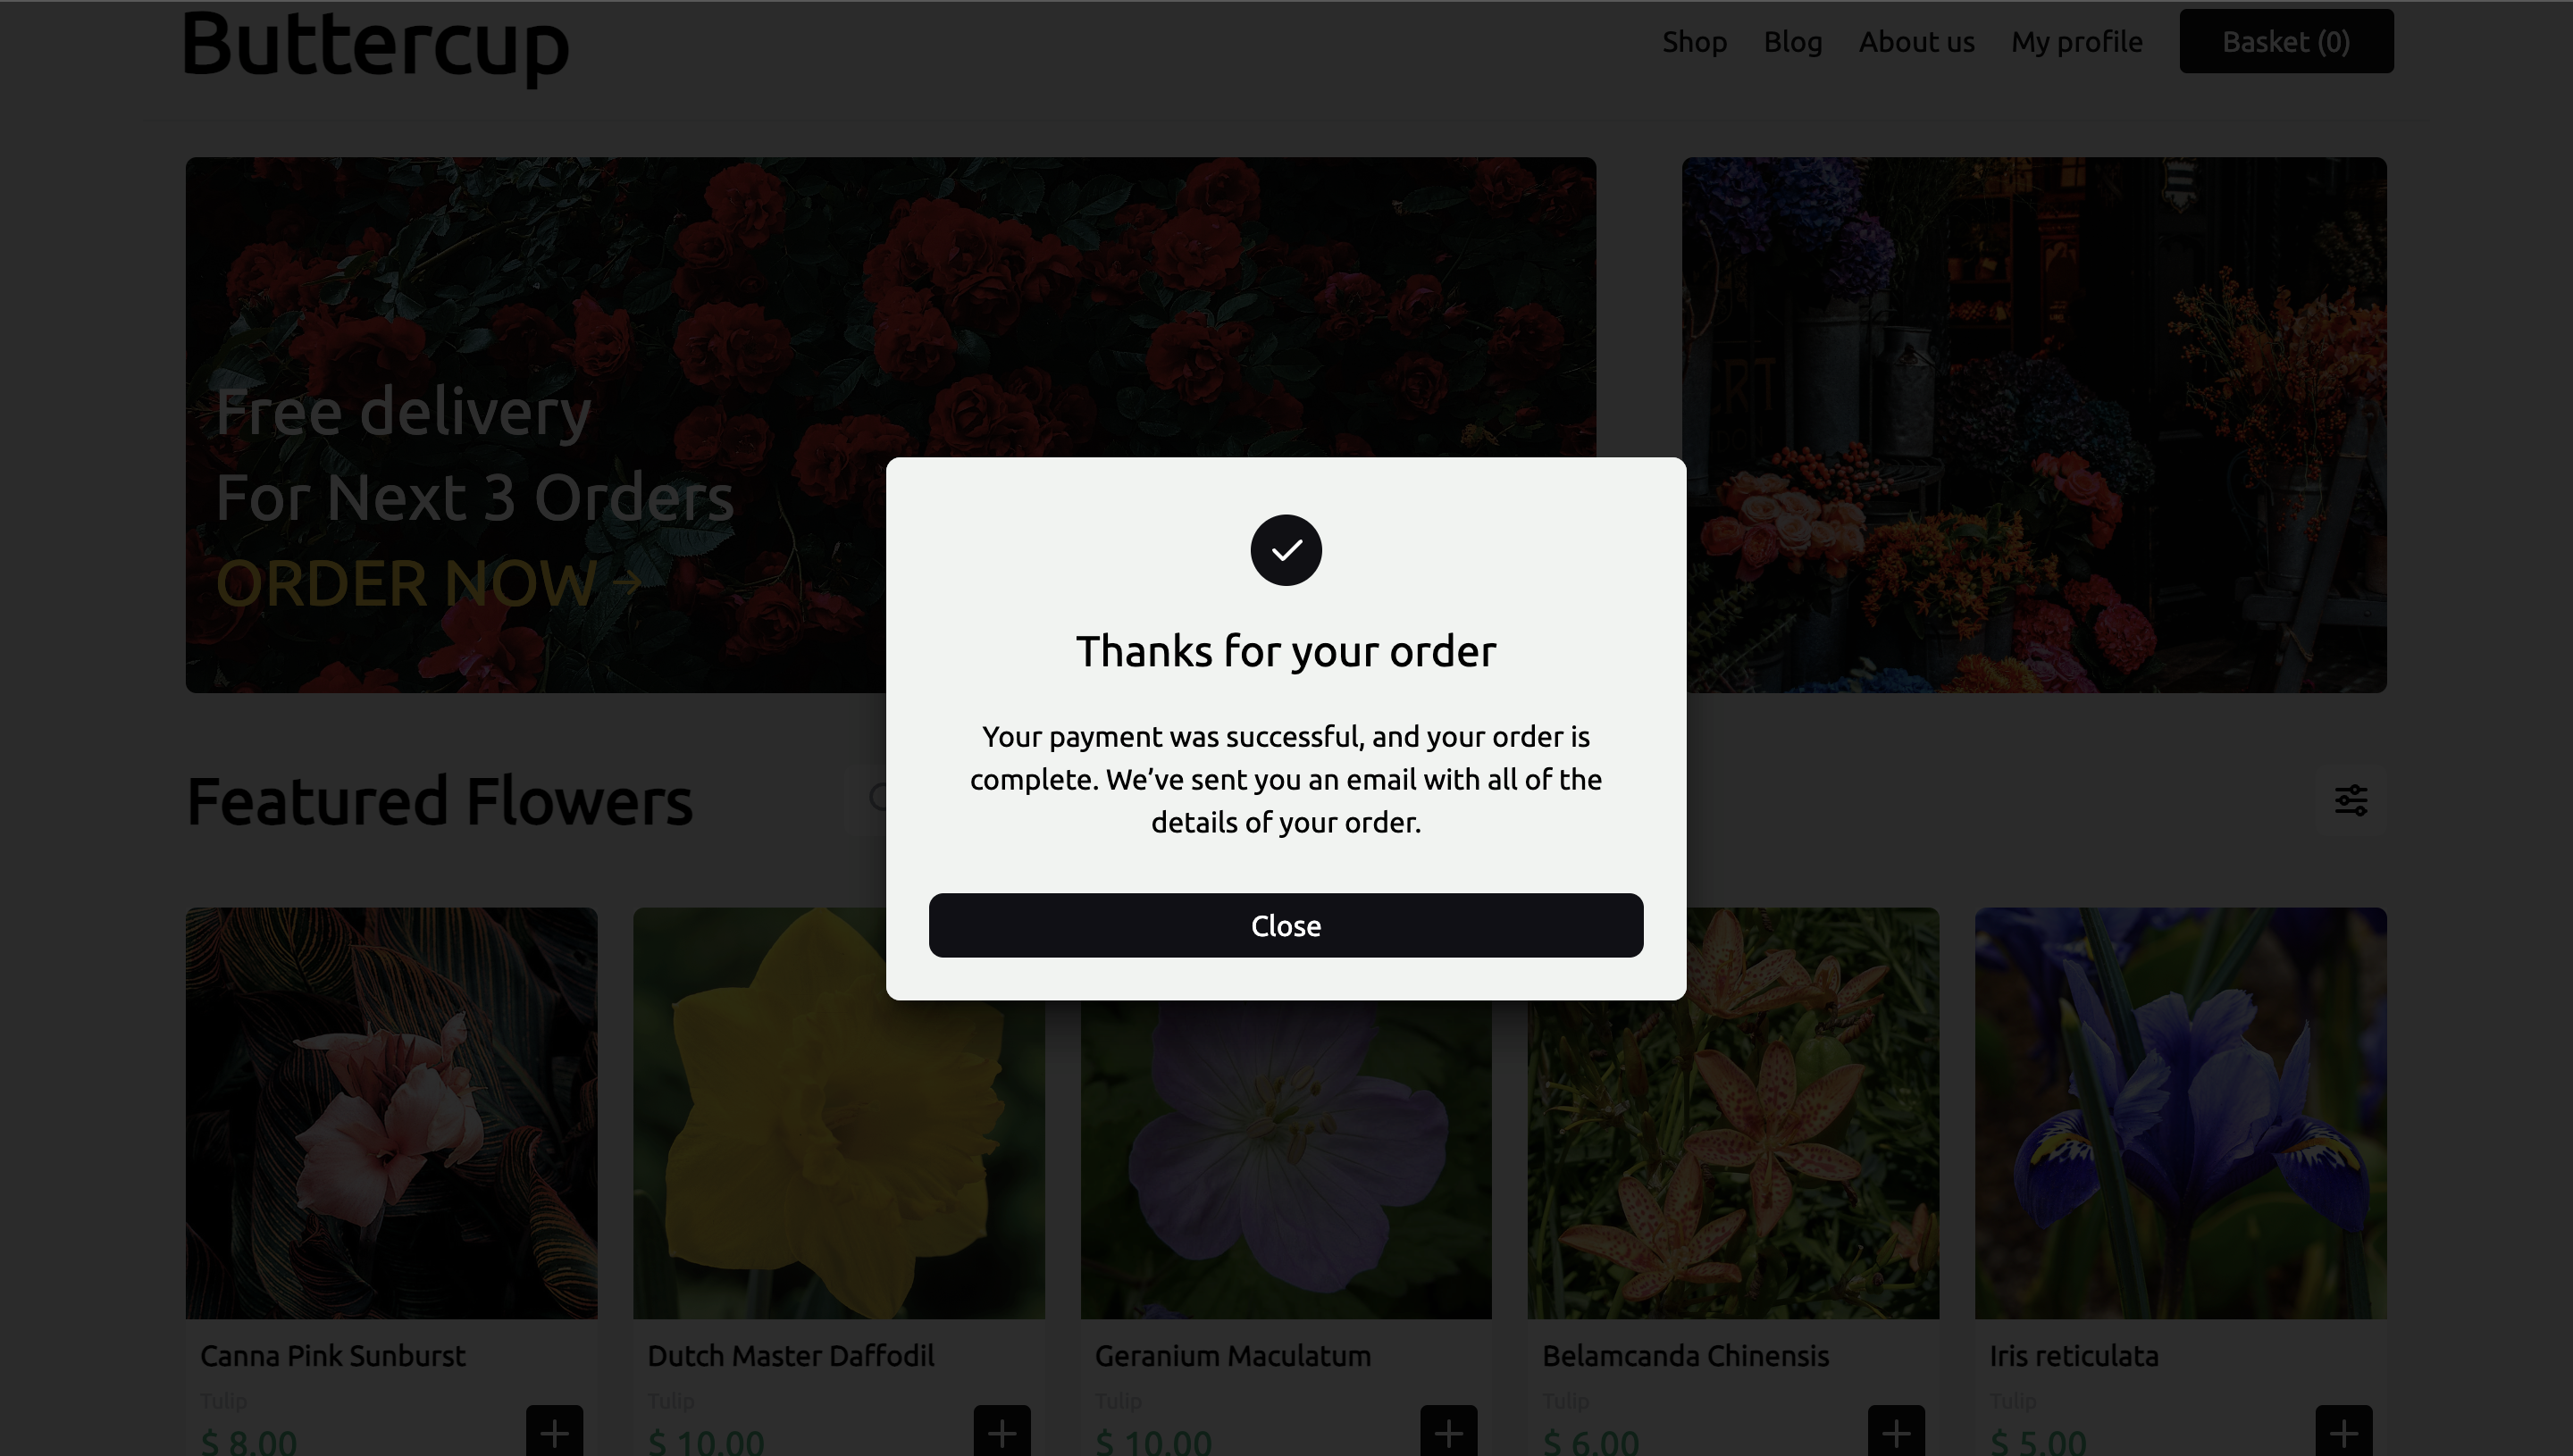 Buttercup
Shop Blog About us My profile Basket (0)
Free delivery
For Next 3 Orders
ORDER NOW →
Thanks for your order
Your payment was successful, and your order is
complete. We’ve sent you an email with all of the
details of your order.
Close
Featured Flowers
Canna Pink Sunburst
Tulip
$ 8.00
Dutch Master Daffodil
Tulip
$ 10.00
Geranium Maculatum
Tulip
$ 10.00
Belamcanda Chinensis
Tulip
$ 6.00
Iris reticulata
Tulip
$ 5.00